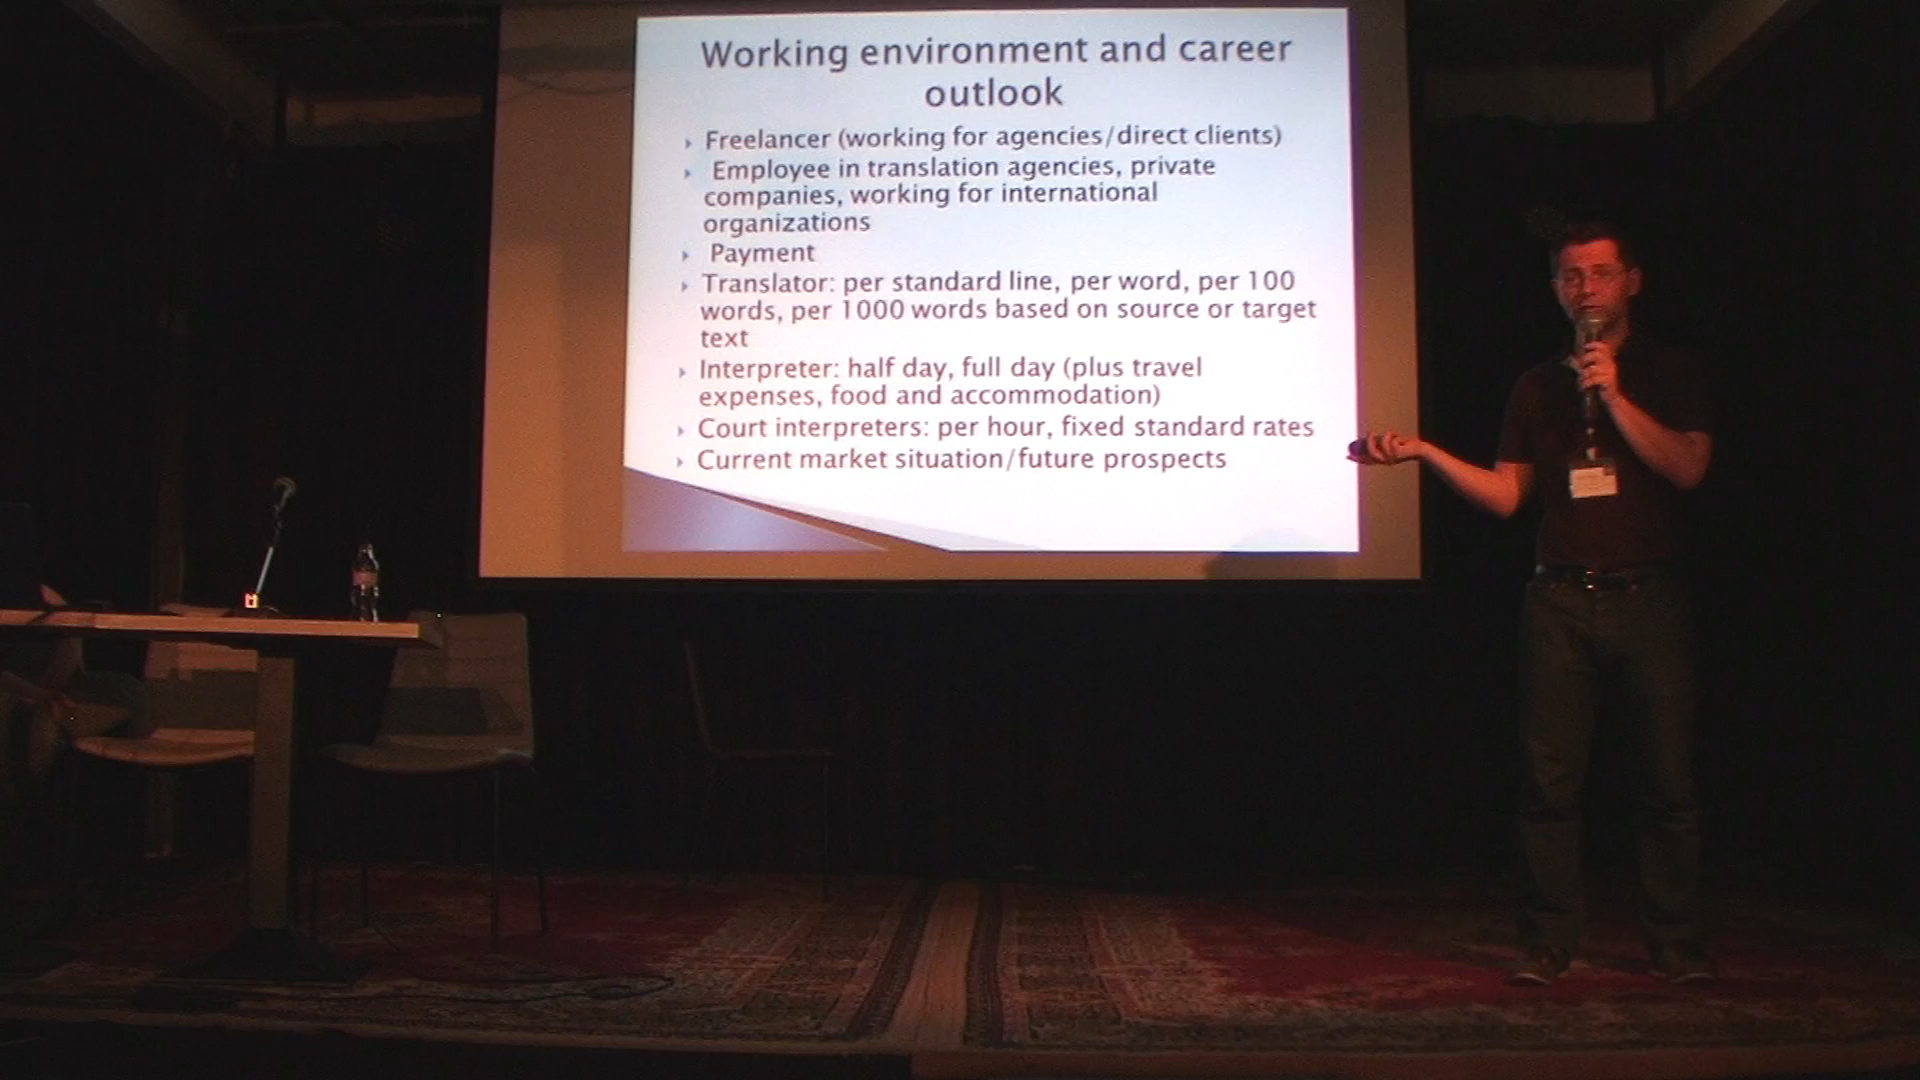 Working environment and career
outlook
Freelancer (working for agencies/direct clients)
Employee in translation agencies, private
companies, working for international
organizations
Payment
Translator: per standard line, per word, per 100
words, per 1000 words based on source or target
text
Interpreter: half day, full day (plus travel
expenses, food and accommodation)
Court interpreters: per hour, fixed standard rates
Current market situation/future prospects